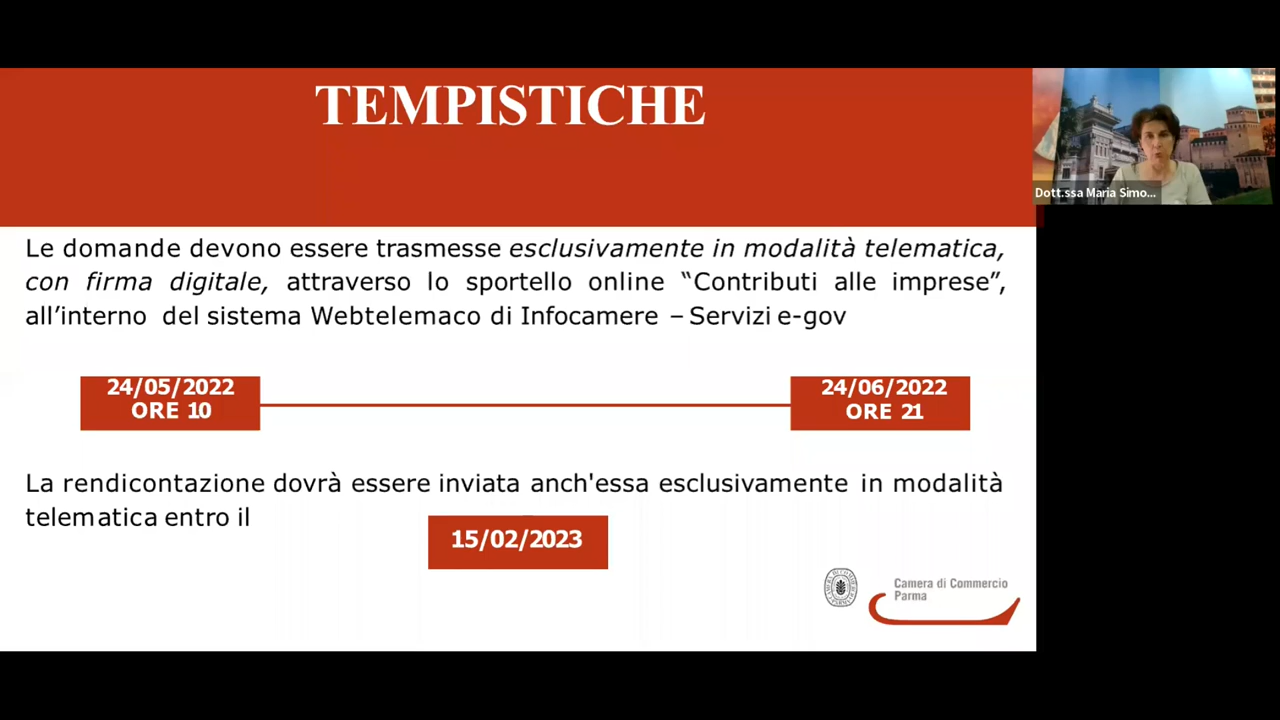 TEMPISTICHE
Dott.ssa Maria Simo...
Le domande devono essere trasmesse esclusivamente in modalità telematica,
con firma digitale, attraverso lo sportello online “Contributi alle imprese”,
all’interno del sistema Webtelemaco di Infocamere – Servizi e-gov
24/05/2022
ORE 10
24/06/2022
ORE 21
La rendicontazione dovrà essere inviata anch'essa esclusivamente in modalità
telematica entro il
15/02/2023
Camera di Commercio
Parma